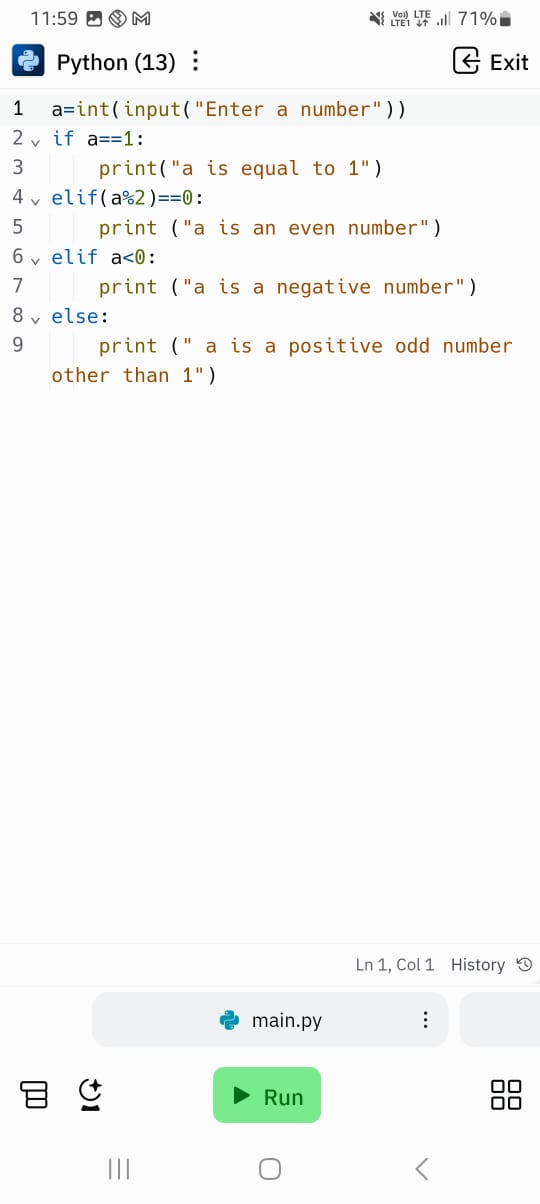 11:59 Vo) LTE LTE1 71%
Python (13) Exit
1 a=int(input("Enter a number"))
2 if a==1:
3 print("a is equal to 1")
4 elif(a%2)==0:
5 print ("a is an even number")
6 elif a<0:
7 print ("a is a negative number")
8 else:
9 print (" a is a positive odd number
other than 1")
Ln 1, Col 1 History
main.py
Run